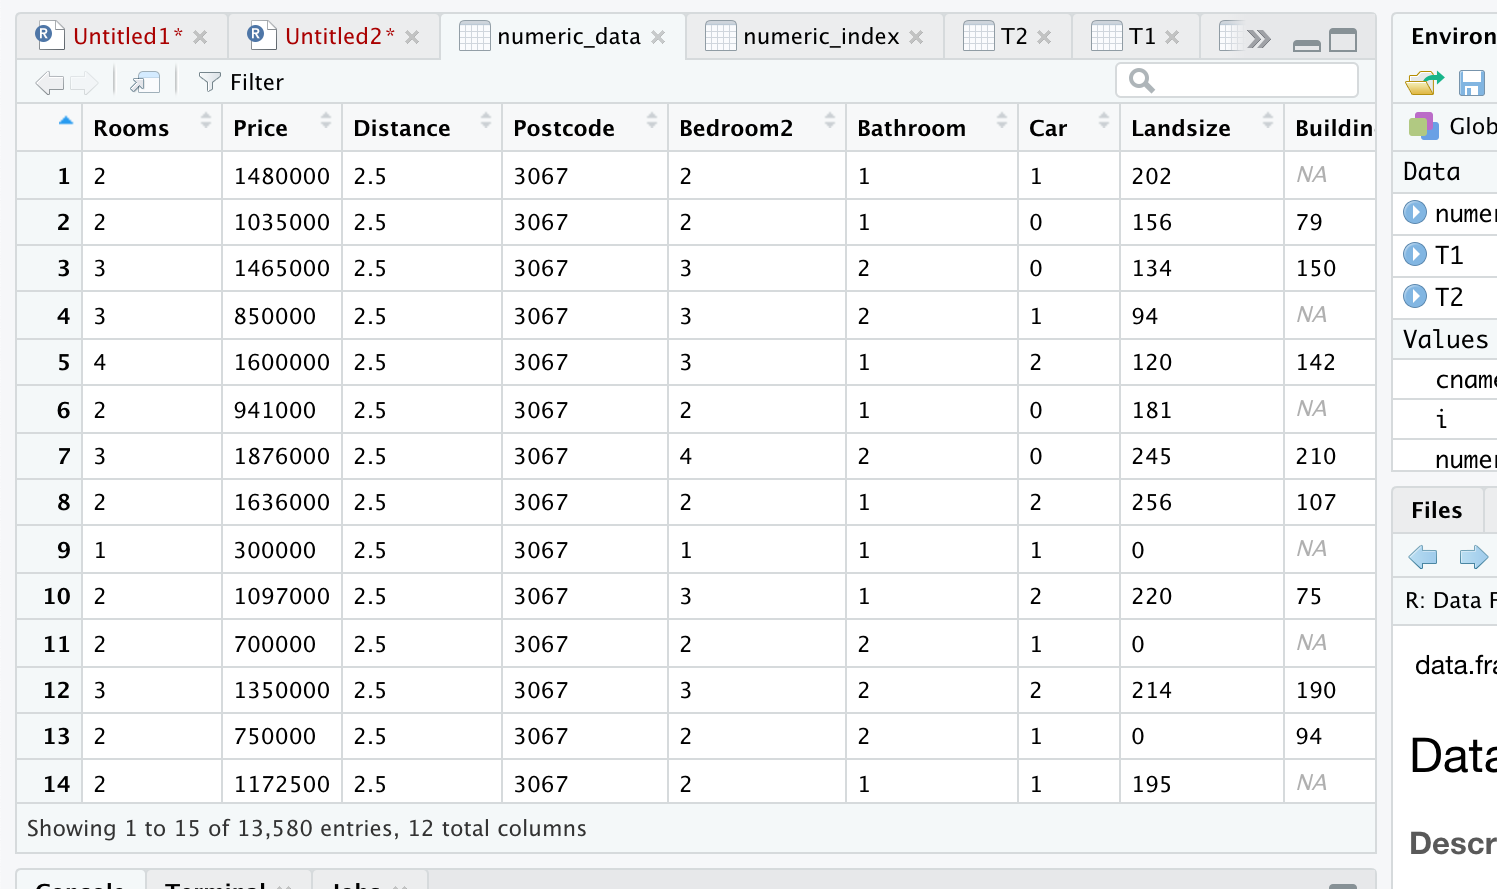 Untitled1* Untitled2* numeric_data numeric_index T2 T1
Filter
Rooms Price Distance Postcode Bedroom2 Bathroom Car Landsize Buildin
1 2 1480000 2.5 3067 2 1 1 202 NA
2 2 1035000 2.5 3067 2 1 0 156 79
3 3 1465000 2.5 3067 3 2 0 134 150
4 3 850000 2.5 3067 3 2 1 94 NA
5 4 1600000 2.5 3067 3 1 2 120 142
6 2 941000 2.5 3067 2 1 0 181 NA
7 3 1876000 2.5 3067 4 2 0 245 210
8 2 1636000 2.5 3067 2 1 2 256 107
9 1 300000 2.5 3067 1 1 1 0 NA
10 2 1097000 2.5 3067 3 1 2 220 75
11 2 700000 2.5 3067 2 2 1 0 NA
12 3 1350000 2.5 3067 3 2 2 214 190
13 2 750000 2.5 3067 2 2 1 0 94
14 2 1172500 2.5 3067 2 1 1 195 NA
Showing 1 to 15 of 13,580 entries, 12 total columns
Console Terminal Jobs
Environ
Glob
Data
numer
T1
T2
Values
cname
i
numer
Files
R: Data F
data.fra
Data
Descr